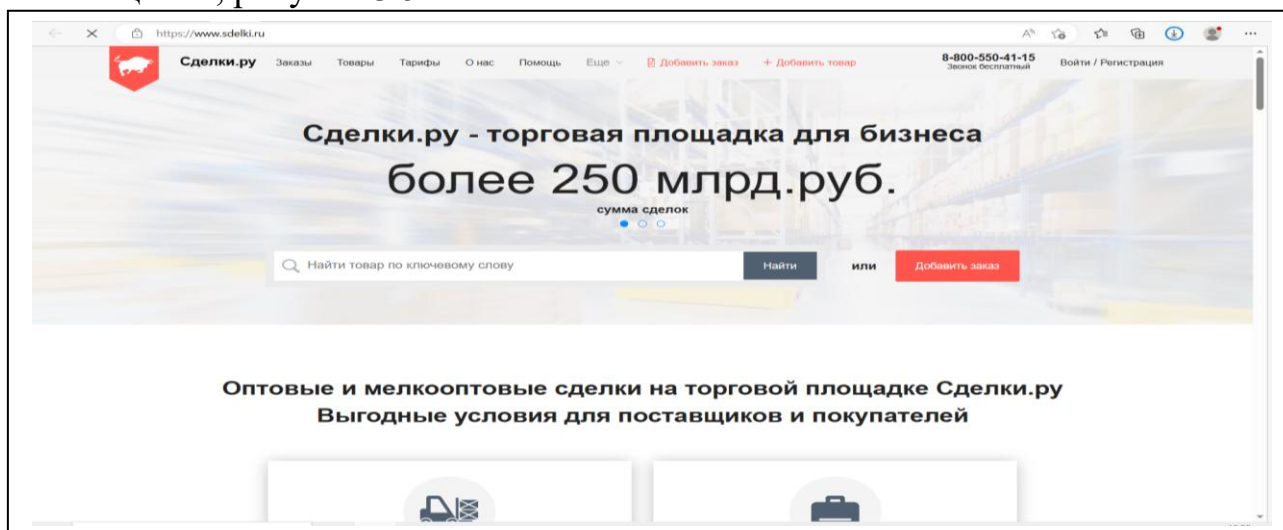 https://www.sdelki.ru
Сделки.ру Заказы Товары Тарифы О нас Помощь Еще Добавить заказ + Добавить товар 8-800-550-41-15 Войти / Регистрация
Звонок бесплатный
Сделки.ру - торговая площадка для бизнеса
более 250 млрд.руб.
сумма сделок
Найти товар по ключевому слову Найти или Добавить заказ
Оптовые и мелкооптовые сделки на торговой площадке Сделки.ру
Выгодные условия для поставщиков и покупателей